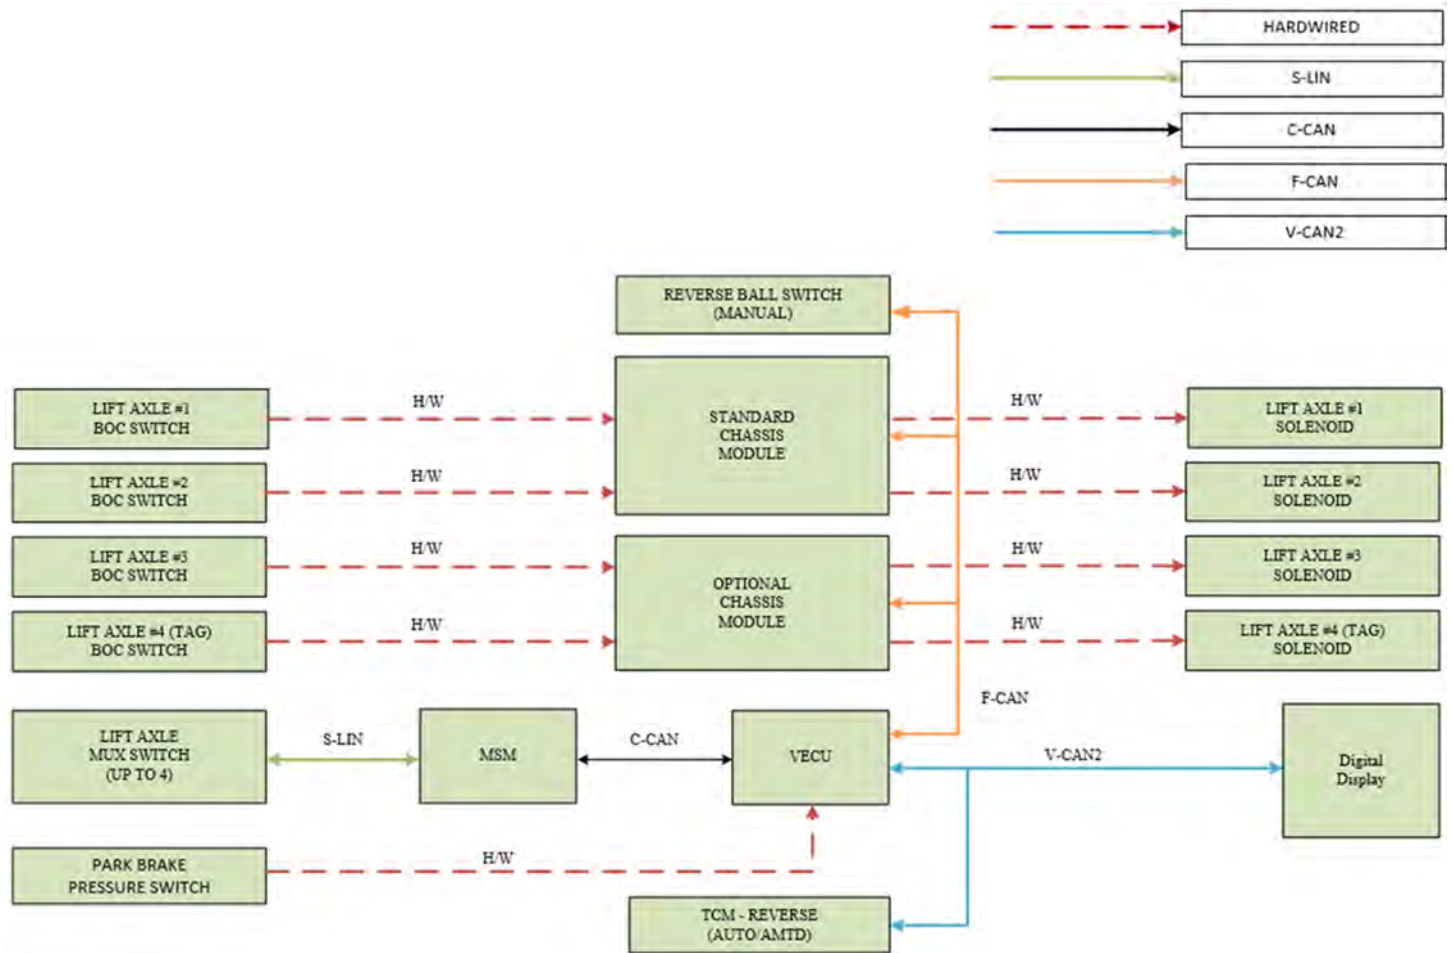 HARDWIRED
S-LIN
C-CAN
F-CAN
V-CAN2
REVERSE BALL SWITCH
(MANUAL)
LIFT AXLE #1
BOC SWITCH
H/W
STANDARD
CHASSIS
MODULE
H/W
LIFT AXLE #1
SOLENOID
LIFT AXLE #2
BOC SWITCH
H/W
H/W
LIFT AXLE #2
SOLENOID
LIFT AXLE #3
BOC SWITCH
H/W
OPTIONAL
CHASSIS
MODULE
H/W
LIFT AXLE #3
SOLENOID
LIFT AXLE #4 (TAG)
BOC SWITCH
H/W
H/W
LIFT AXLE #4 (TAG)
SOLENOID
F-CAN
LIFT AXLE
MUX SWITCH
(UP TO 4)
S-LIN
MSM
C-CAN
VECU
V-CAN2
Digital
Display
PARK BRAKE
PRESSURE SWITCH
H/W
TCM - REVERSE
(AUTO/AMTD)